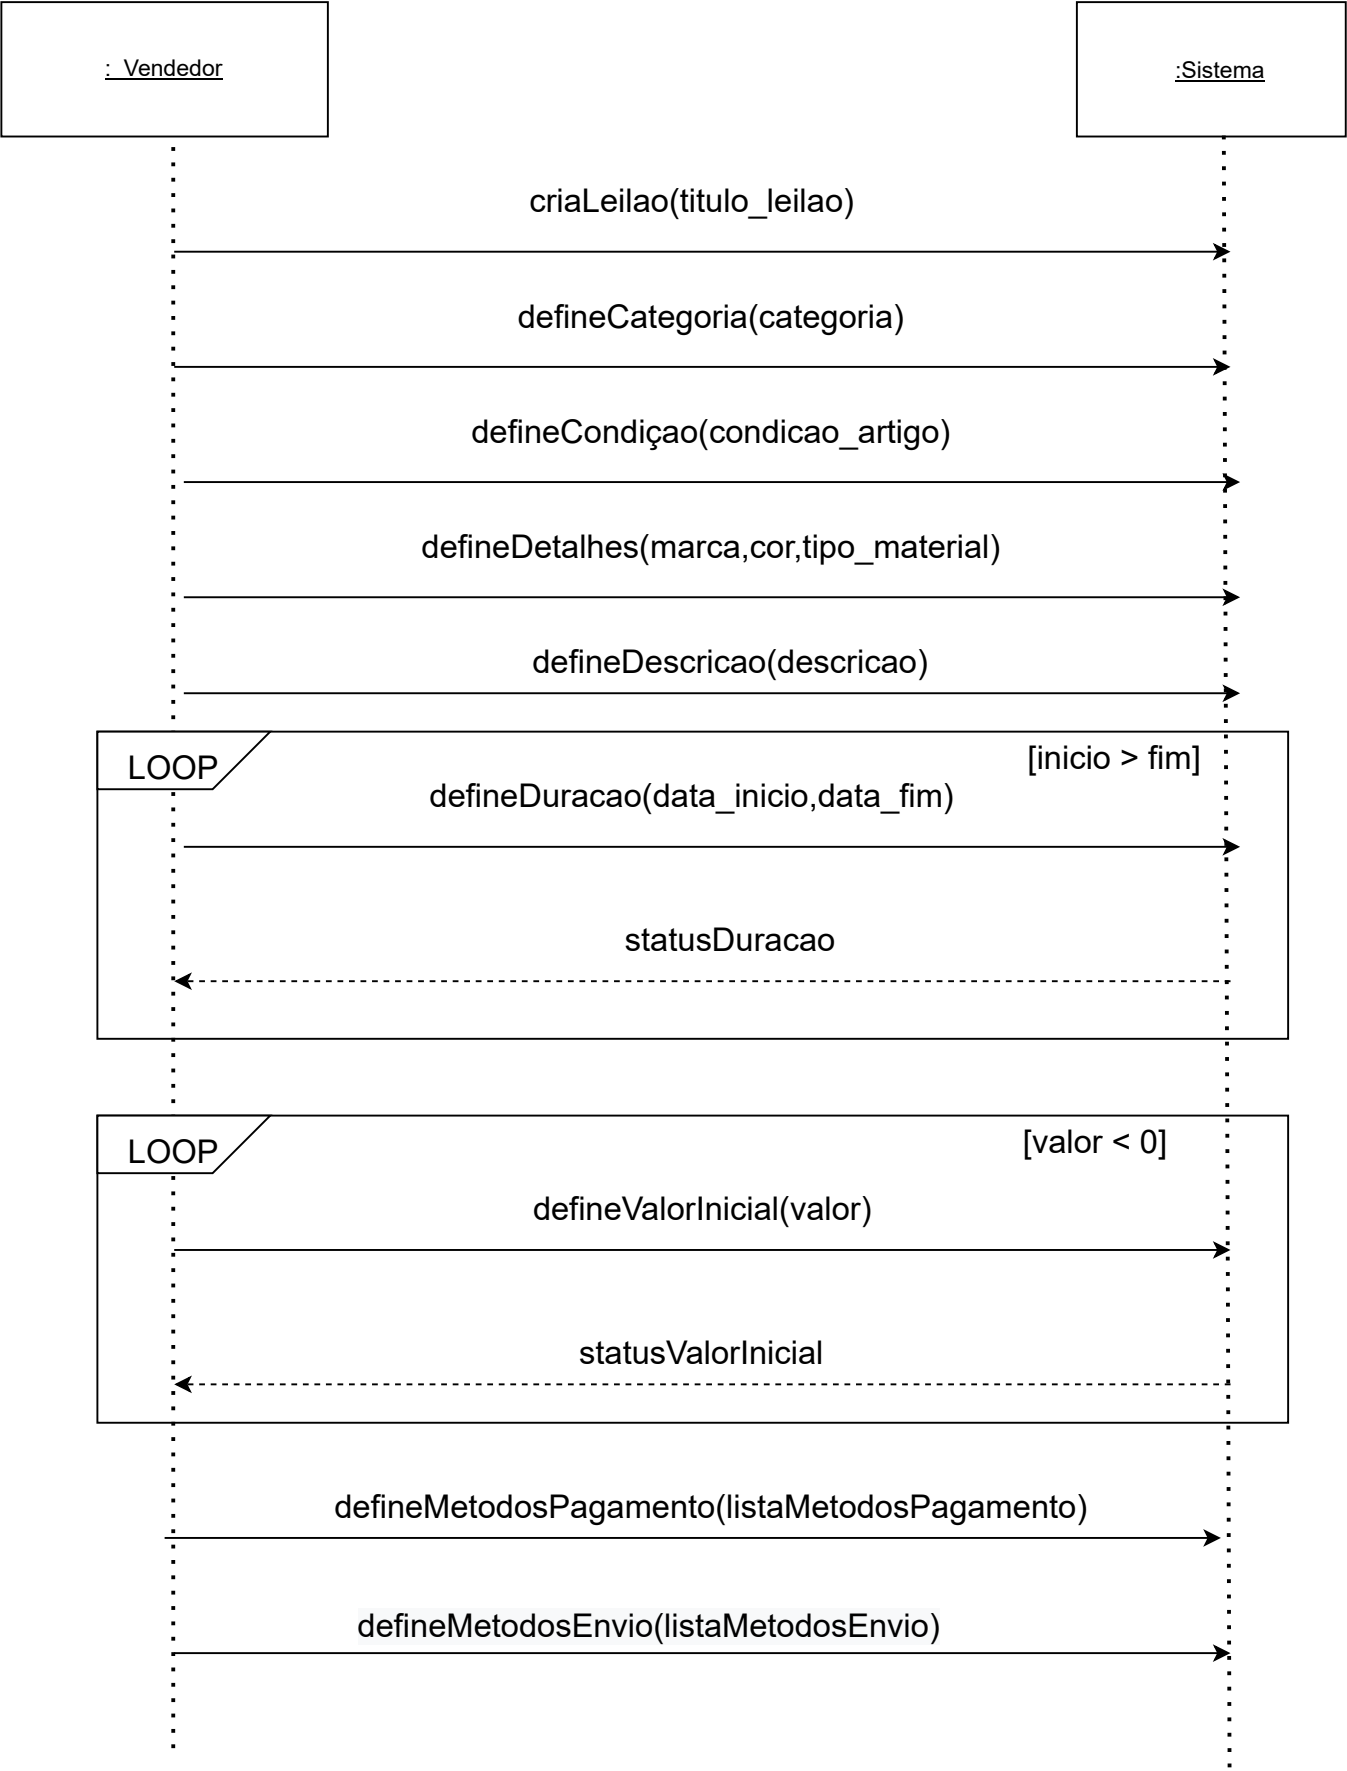 : Vendedor
:Sistema
criaLeilao(titulo_leilao)
defineCategoria(categoria)
defineCondiçao(condicao_artigo)
defineDetalhes(marca,cor,tipo_material)
defineDescricao(descricao)
LOOP
[inicio > fim]
defineDuracao(data_inicio,data_fim)
statusDuracao
LOOP
[valor < 0]
defineValorInicial(valor)
statusValorInicial
defineMetodosPagamento(listaMetodosPagamento)
defineMetodosEnvio(listaMetodosEnvio)